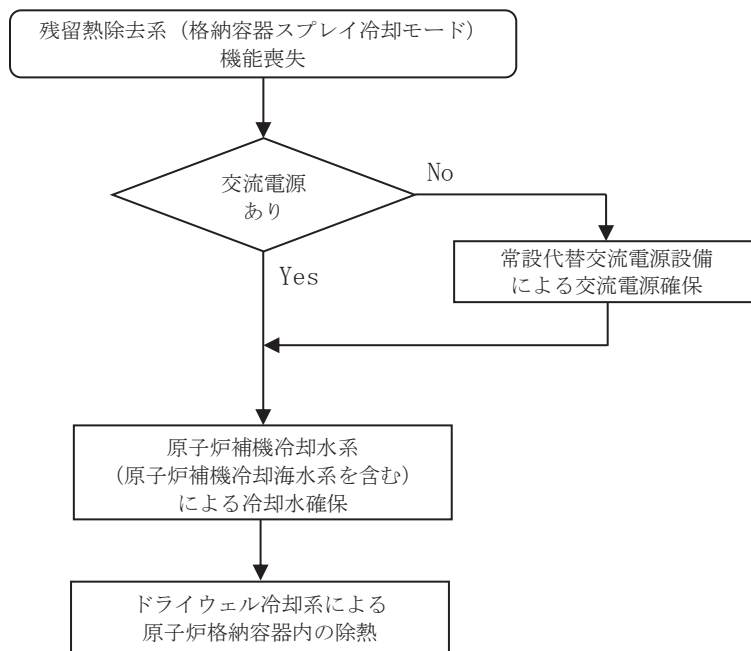 残留熱除去系（格納容器スプレイ冷却モード）
機能喪失
交流電源
あり
No
常設代替交流電源設備
による交流電源確保
Yes
原子炉補機冷却水系
（原子炉補機冷却海水系を含む）
による冷却水確保
ドライウェル冷却系による
原子炉格納容器内の除熱